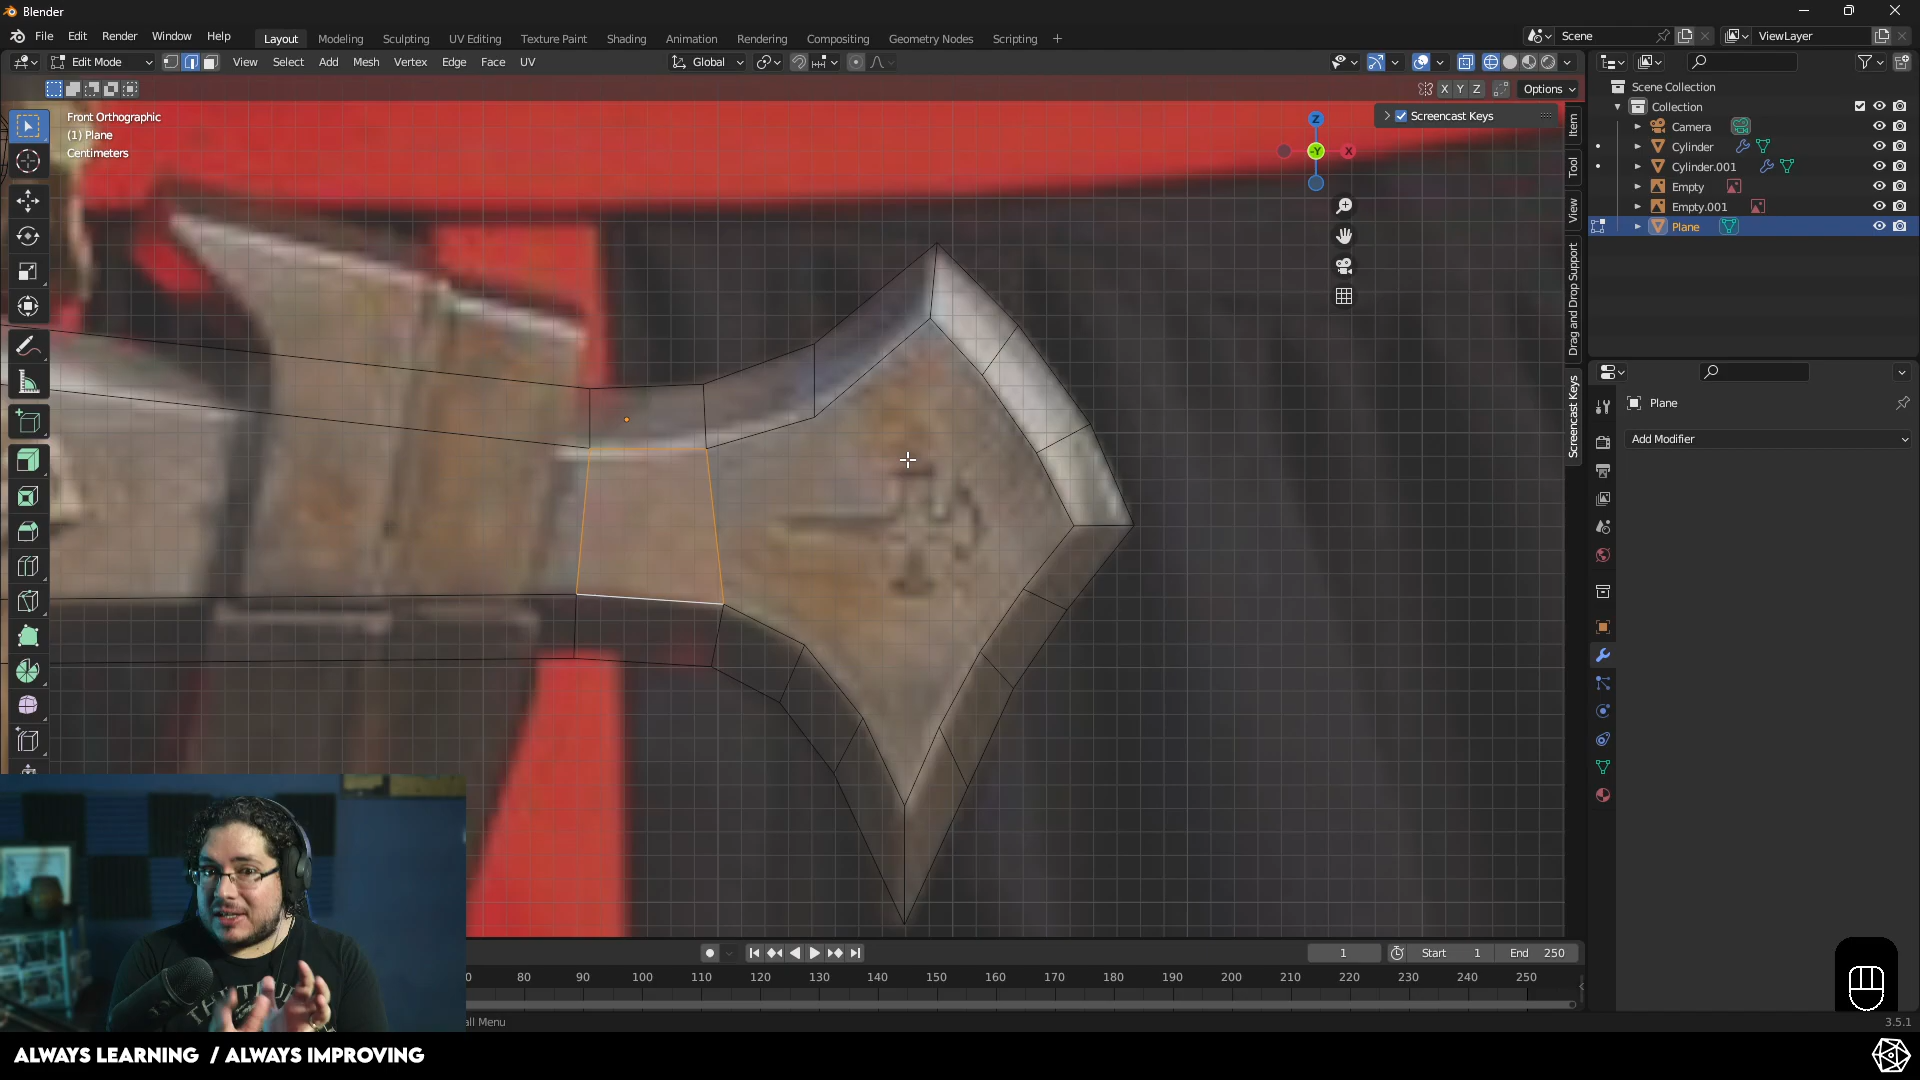 Blender
File Edit Render Window Help
Layout Modeling Sculpting UV Editing Texture Paint Shading Animation Rendering Compositing Geometry Nodes Scripting +
Scene
ViewLayer
Edit Mode
View Select Add Mesh Vertex Edge Face UV
Global
X Y Z
Options
Front Orthographic
(1) Plane
Centimeters
Z
X
-Y
Screencast Keys
Item
Tool
View
Drag and Drop Support
Screencast Keys
Scene Collection
Collection
Camera
Cylinder
Cylinder.001
Empty
Empty.001
Plane
Plane
Add Modifier
1
Start 1
End 250
80 90 100 110 120 130 140 150 160 170 180 190 200 210 220 230 240 250
all Menu
3.5.1
ALWAYS LEARNING / ALWAYS IMPROVING